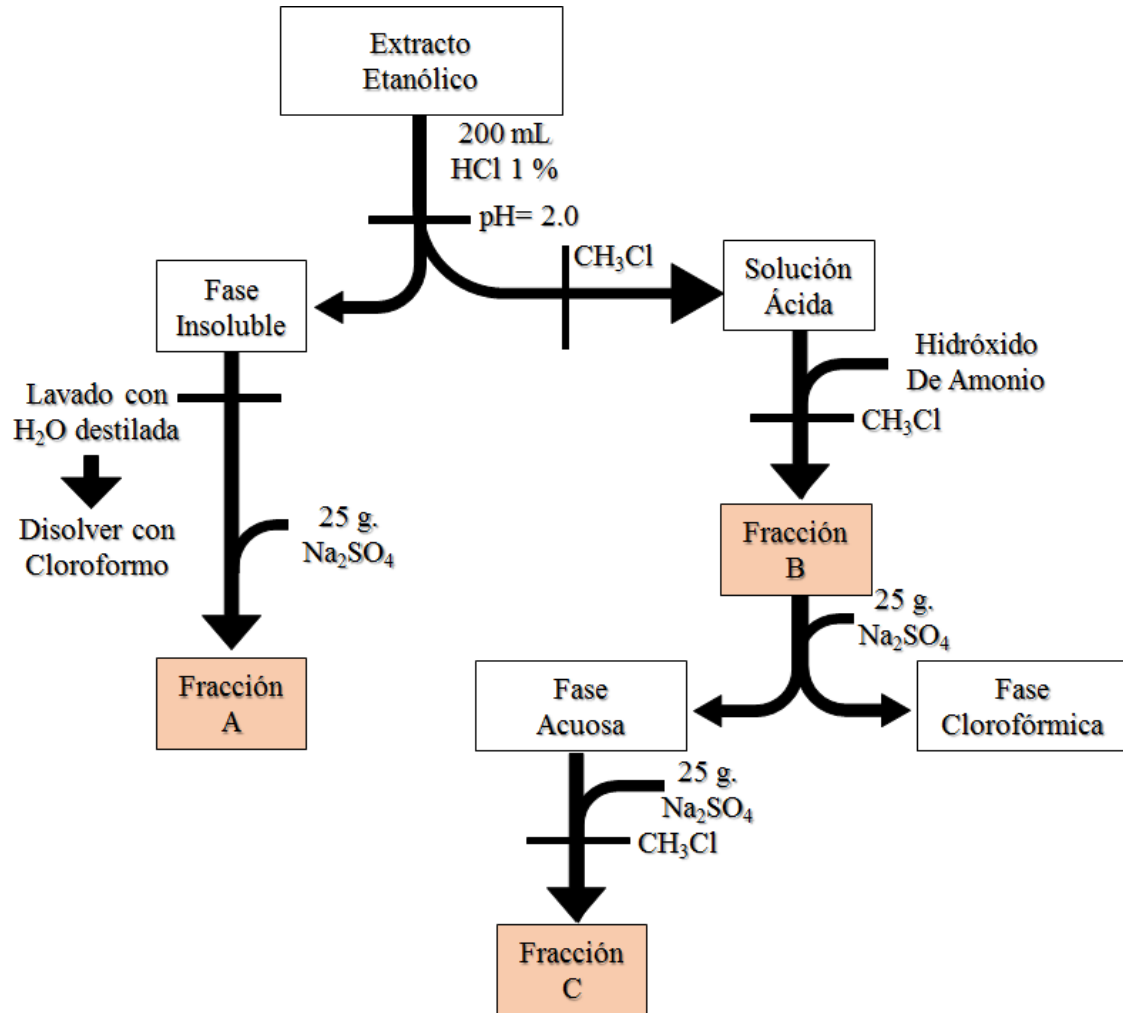 Extracto
Etanólico
200 mL
HCl 1 %
pH= 2.0
CH₃Cl
Fase
Insoluble
Solución
Ácida
Lavado con
H₂O destilada
Disolver con
Cloroformo
25 g.
Na₂SO₄
Fracción
A
Hidróxido
De Amonio
CH₃Cl
Fracción
B
25 g.
Na₂SO₄
Fase
Acuosa
Fase
Clorofórmica
25 g.
Na₂SO₄
CH₃Cl
Fracción
C